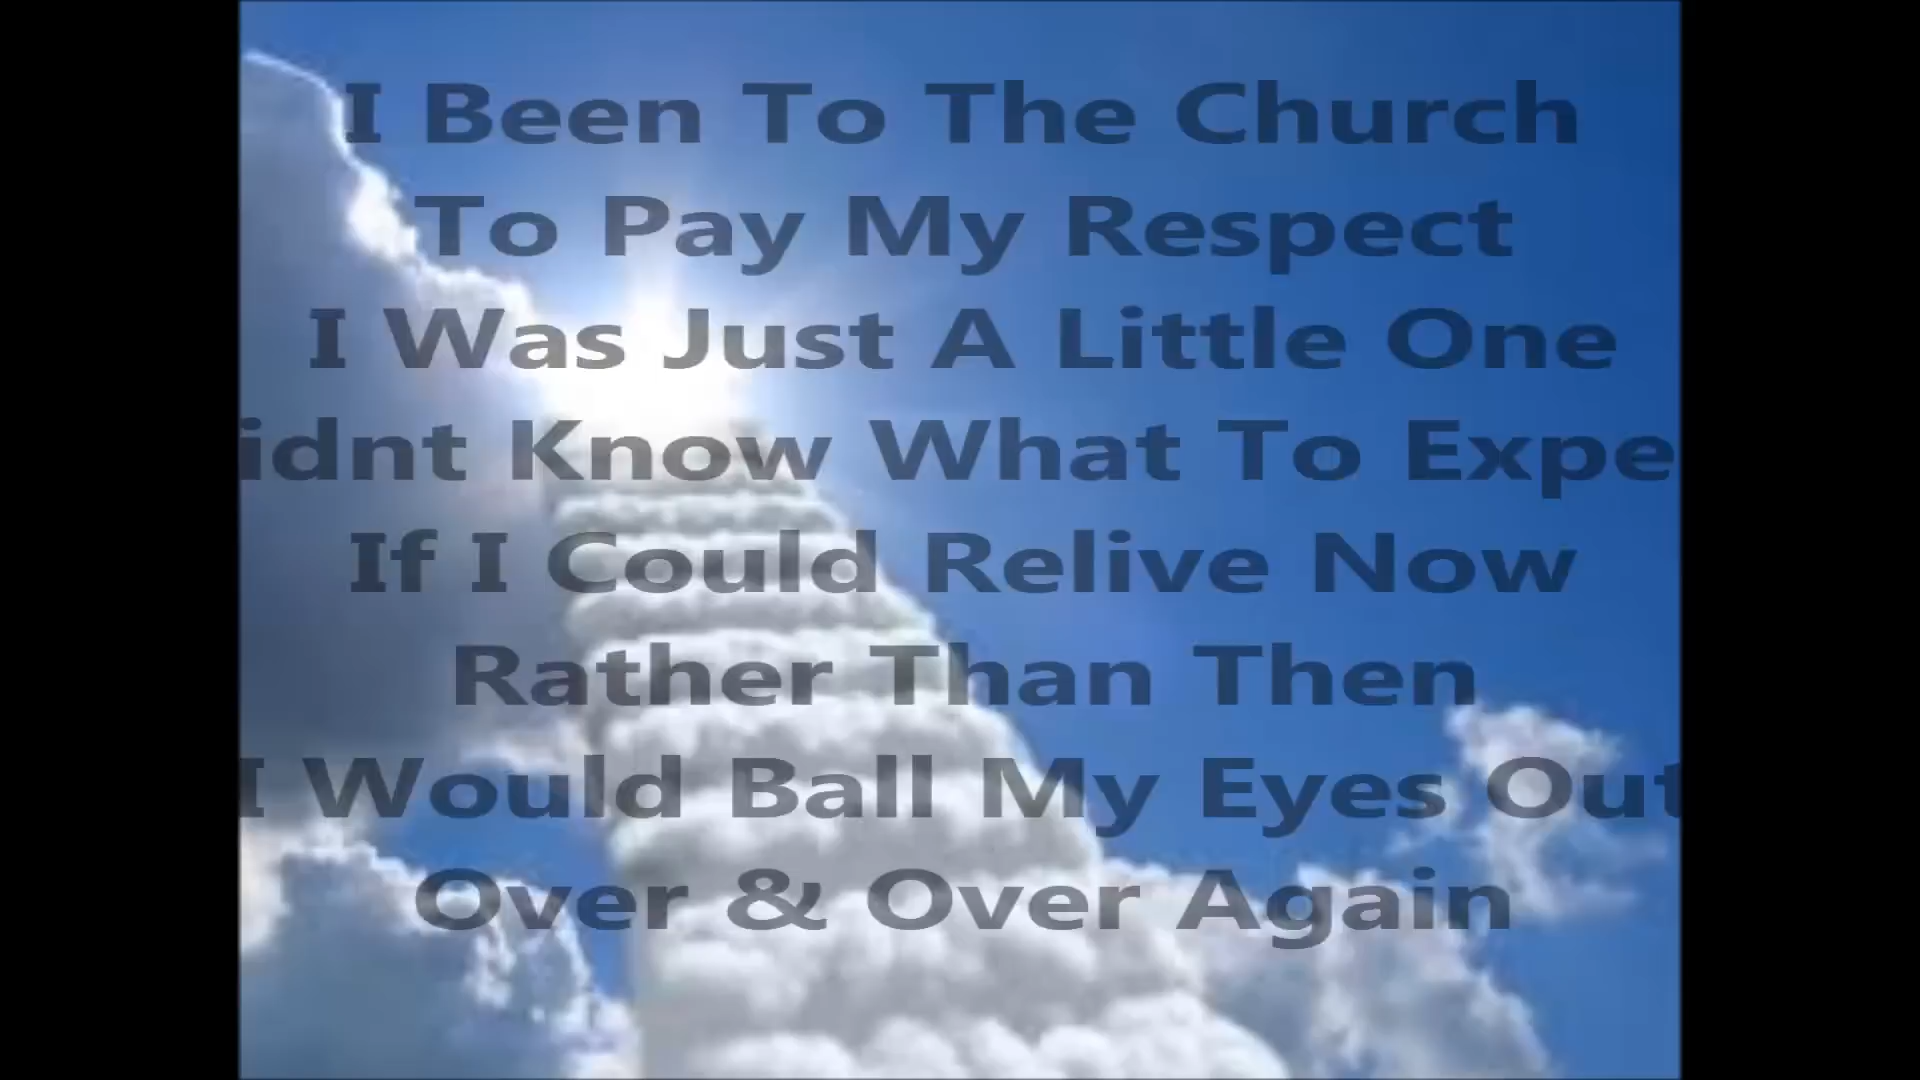 I Been To The Church
To Pay My Respect
I Was Just A Little One
idnt Know What To Expe
If I Could Relive Now
Rather Than Then
I Would Ball My Eyes Out
Over & Over Again